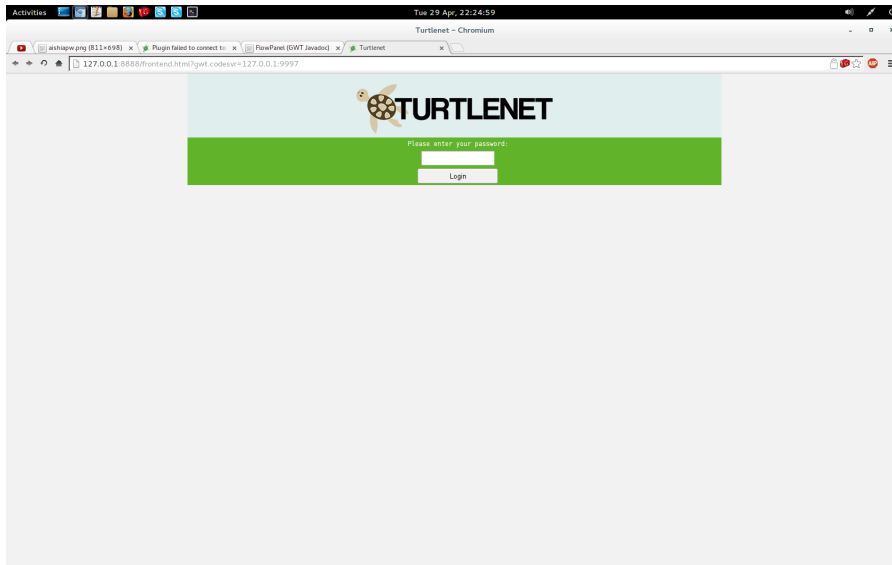 Activities
Tue 29 Apr, 22:24:59
Turtlenet - Chromium
aishiapw.png (811×698) x Plugin failed to connect to x FlowPanel (GWT Javadoc) x Turtlenet x
127.0.0.1:8888/frontend.html?gwt.codesvr=127.0.0.1:9997
ABP
TURTLENET
Please enter your password:
Login